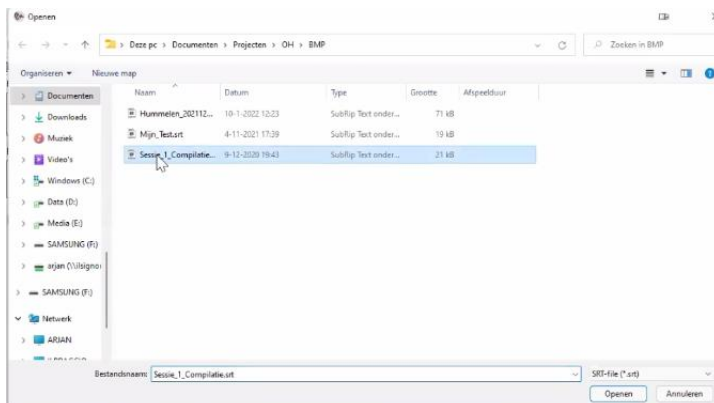 Openen
Deze pc > Documenten > Projecten > OH > BMP
Zoeken in BMP
Organiseren
Nieuwe map
Naam
Datum
Type
Grootte
Afspeelduur
Documenten
Downloads
Muziek
Video's
Windows (C:)
Data (D:)
Media (E:)
SAMSUNG (F:)
arjan (\\ilsignor
SAMSUNG (F:)
Netwerk
ARJAN
Hummelen_202112... 10-1-2022 12:23 SubRip Text onder... 71 kB
Mijn_Test.srt 4-11-2021 17:39 SubRip Text onder... 19 kB
Sessie_1_Compilatie... 9-12-2020 19:43 SubRip Text onder... 21 kB
Bestandsnaam: Sessie_1_Compilatie.srt
SRT-file (*.srt)
Openen
Annuleren